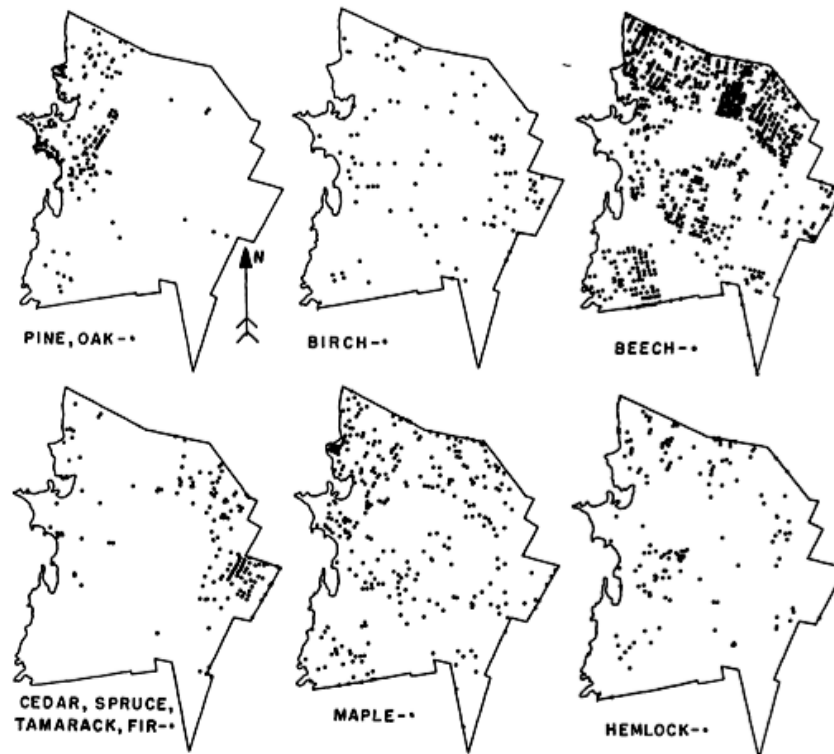 N
PINE, OAK-•
BIRCH-•
BEECH-•
CEDAR, SPRUCE,
TAMARACK, FIR-•
MAPLE-•
HEMLOCK-•